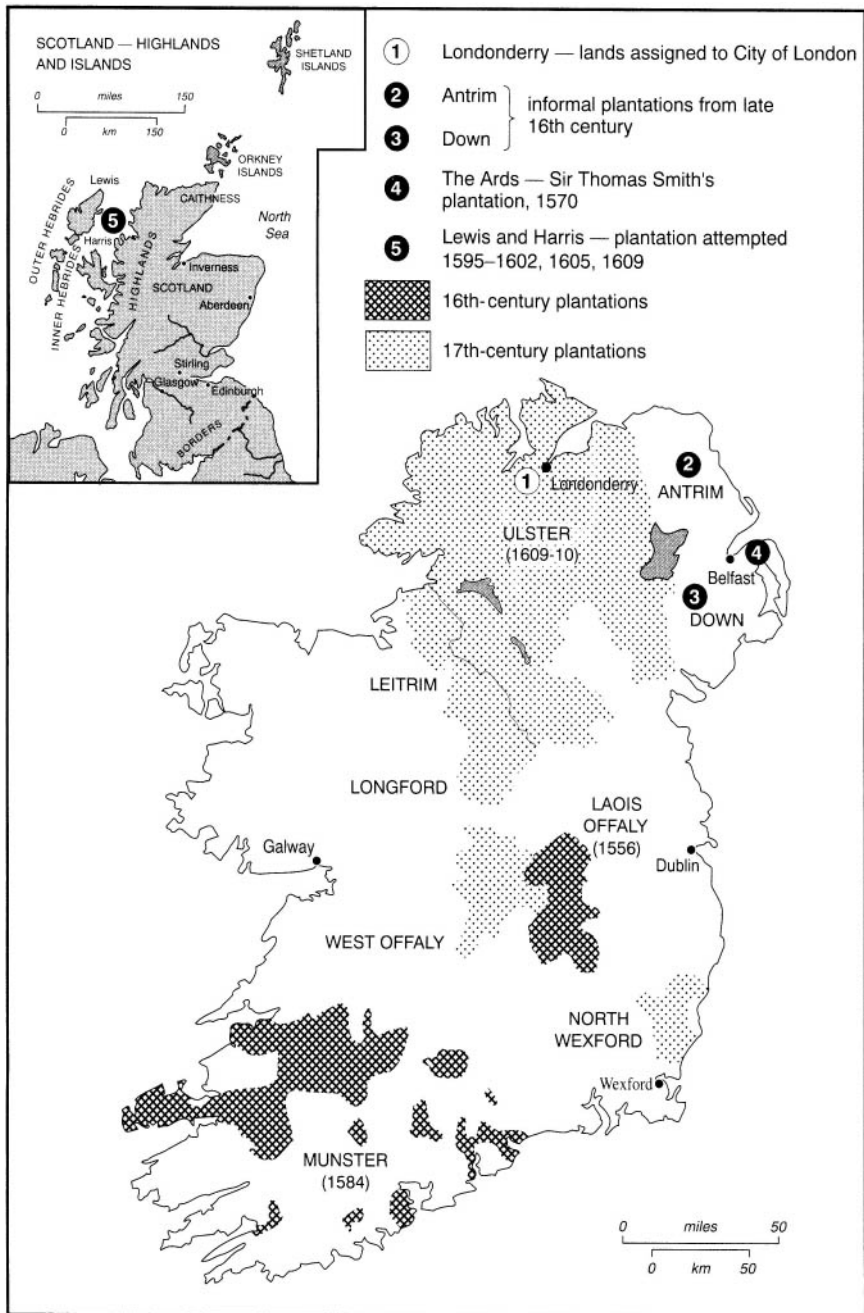 SCOTLAND — HIGHLANDS
AND ISLANDS
0 miles 150
0 km 150
SHETLAND
ISLANDS
ORKNEY
ISLANDS
Lewis
CAITHNESS
5
North
Sea
OUTER HEBRIDES
Harris
INNER HEBRIDES
HIGHLANDS
Inverness
SCOTLAND
Aberdeen
Stirling
Glasgow
Edinburgh
BORDERS
1 Londonderry — lands assigned to City of London
2 Antrim
3 Down
informal plantations from late
16th century
4 The Ards — Sir Thomas Smith's
plantation, 1570
5 Lewis and Harris — plantation attempted
1595–1602, 1605, 1609
16th-century plantations
17th-century plantations
1
Londonderry
2
ANTRIM
ULSTER
(1609-10)
4
Belfast
3
DOWN
LEITRIM
LONGFORD
LAOIS
OFFALY
(1556)
Galway
Dublin
WEST OFFALY
NORTH
WEXFORD
Wexford
MUNSTER
(1584)
0 miles 50
0 km 50